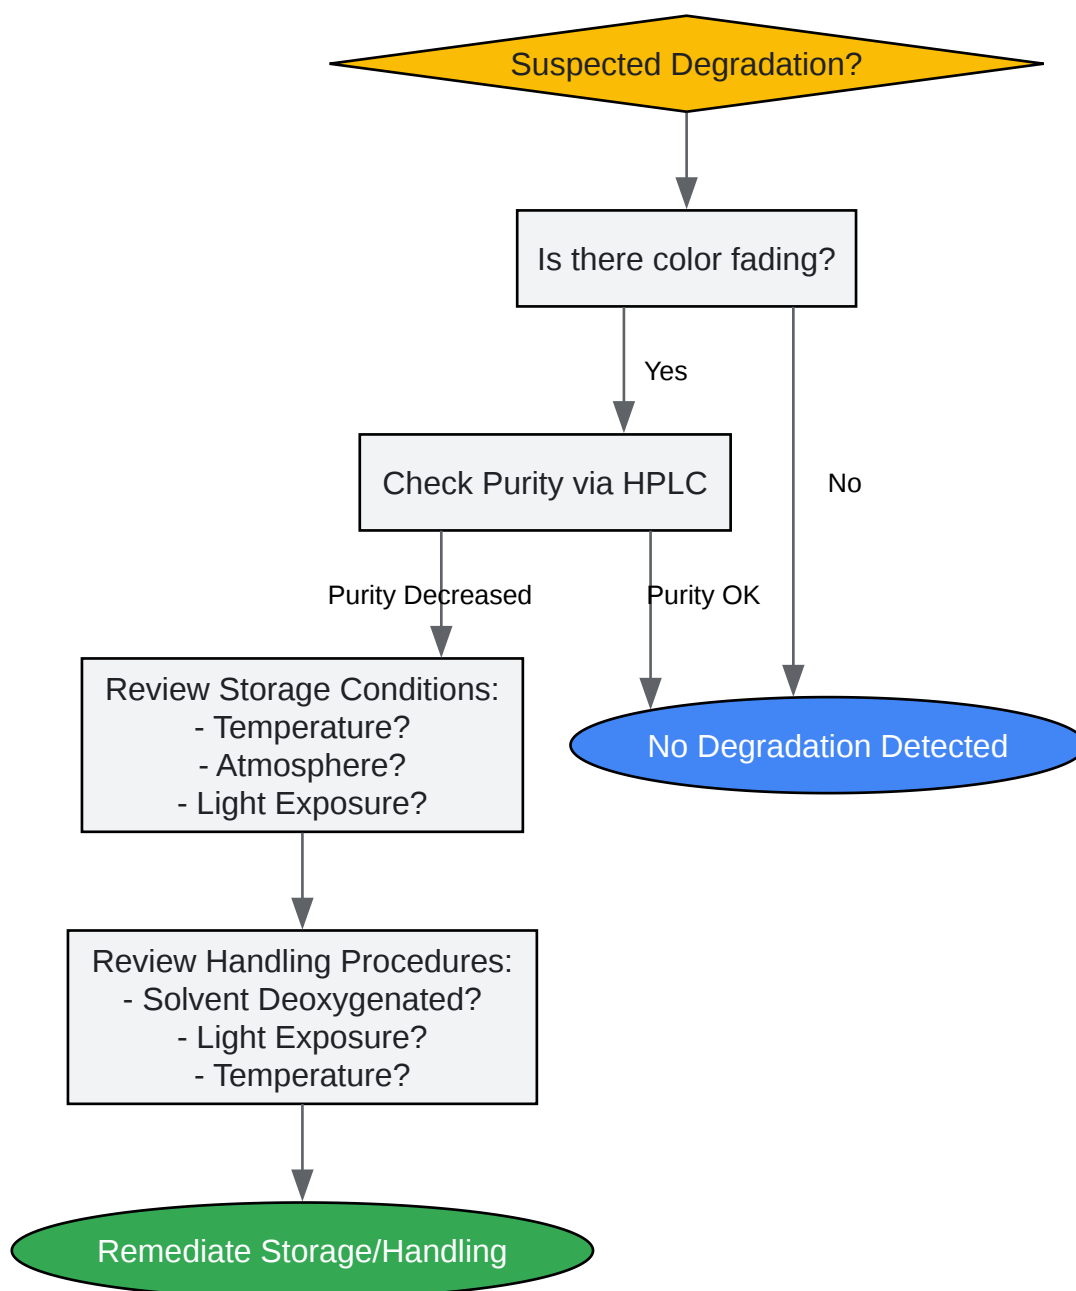 Suspected Degradation?
Is there color fading?
Yes
Check Purity via HPLC
No
Purity Decreased
Purity OK
Review Storage Conditions:
- Temperature?
- Atmosphere?
- Light Exposure?
No Degradation Detected
Review Handling Procedures:
- Solvent Deoxygenated?
- Light Exposure?
- Temperature?
Remediate Storage/Handling